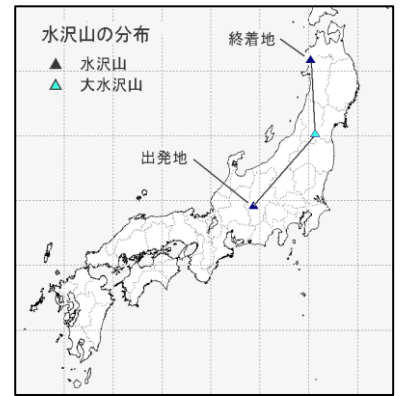 水沢山の分布
水沢山
大水沢山
終着地
出発地